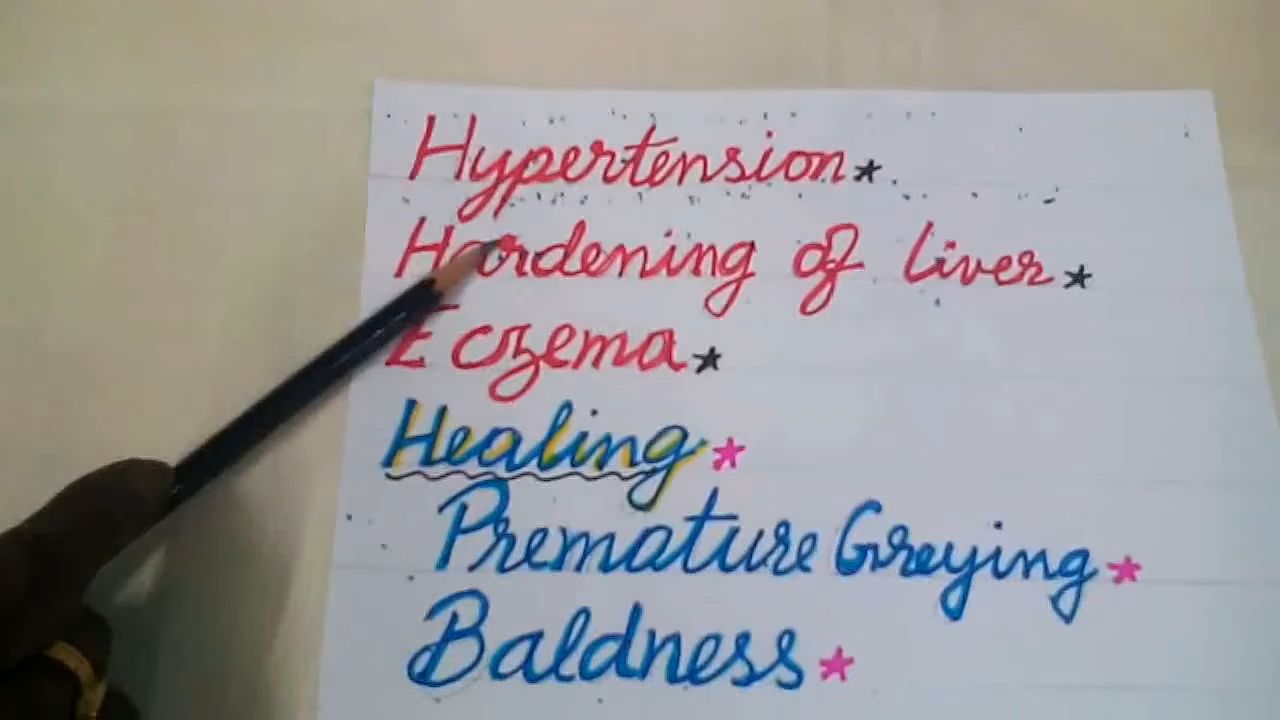 Hypertension★
Hardening of liver★
Eczema★
Healing★
Premature Greying★
Baldness★